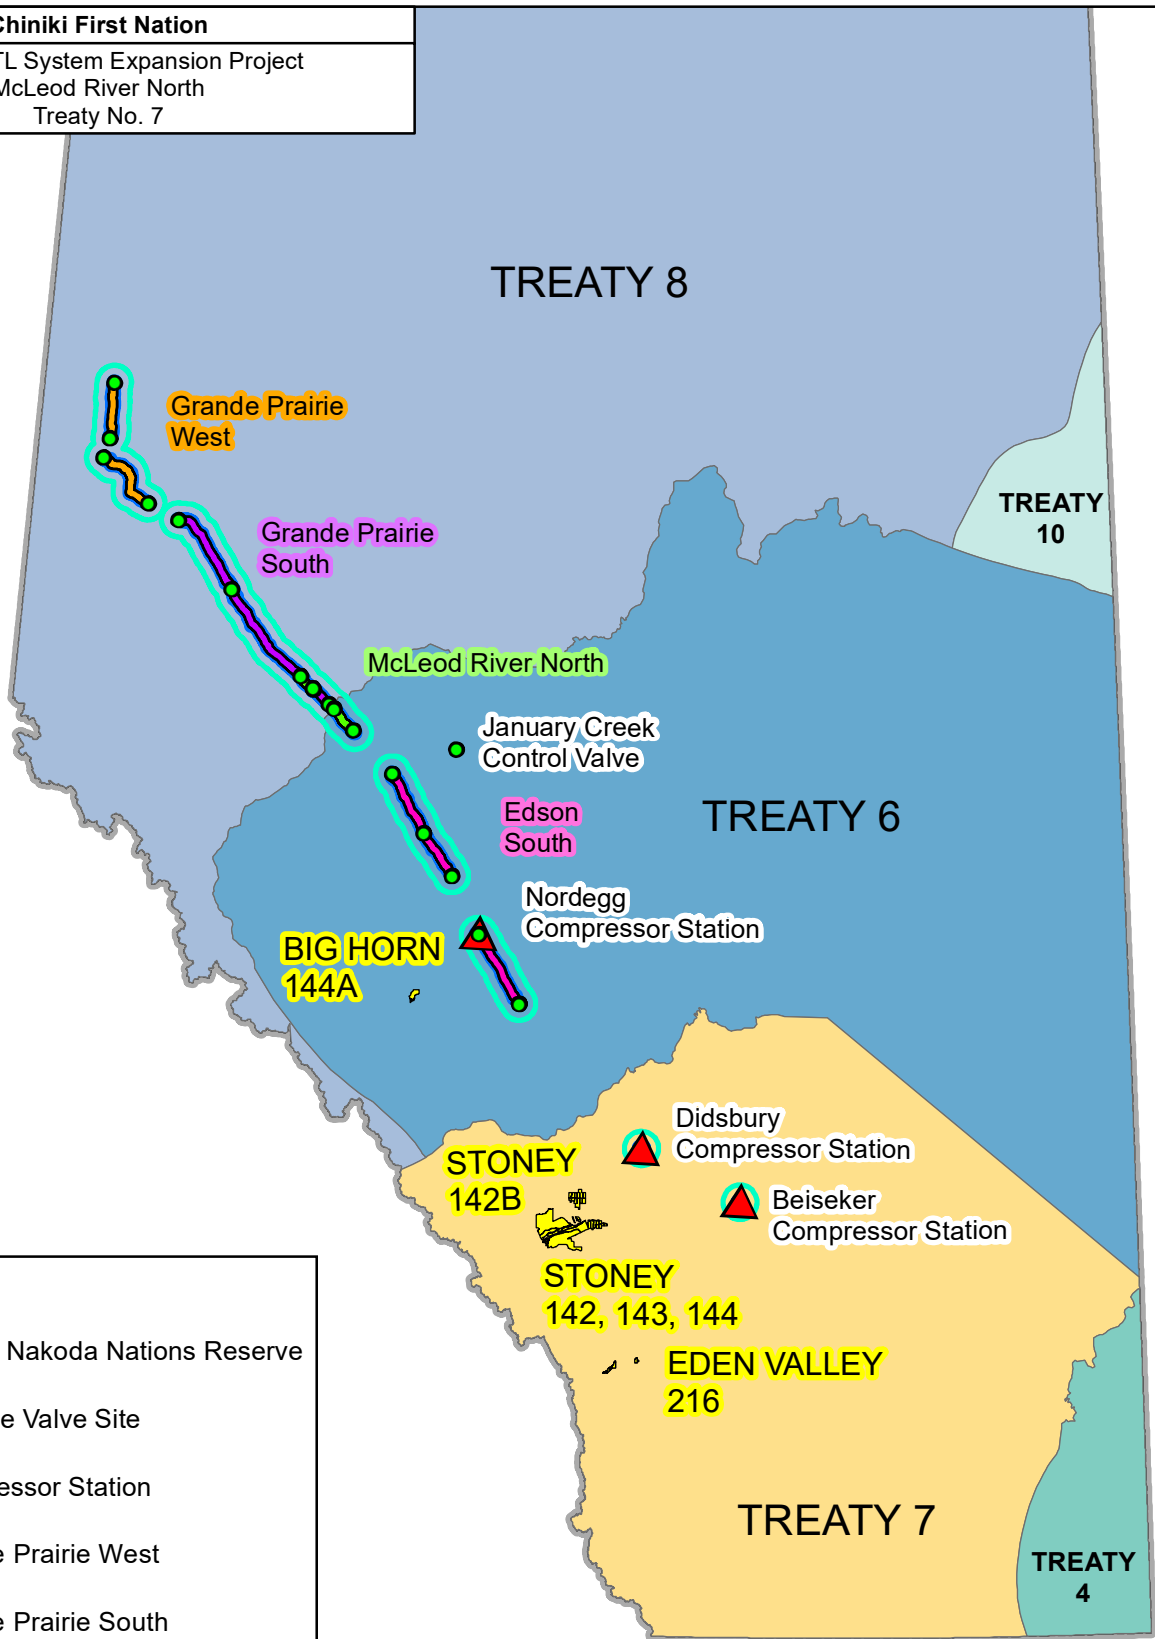 Chiniki First Nation
TL System Expansion Project
McLeod River North
Treaty No. 7
TREATY 8
Grande Prairie
West
TREATY
10
Grande Prairie
South
McLeod River North
January Creek
Control Valve
TREATY 6
Edson
South
Nordegg
Compressor Station
BIG HORN
144A
Didsbury
Compressor Station
STONEY
142B
Beiseker
Compressor Station
STONEY
142, 143, 144
EDEN VALLEY
216
TREATY 7
TREATY
4
Nakoda Nations Reserve
e Valve Site
essor Station
e Prairie West
e Prairie South